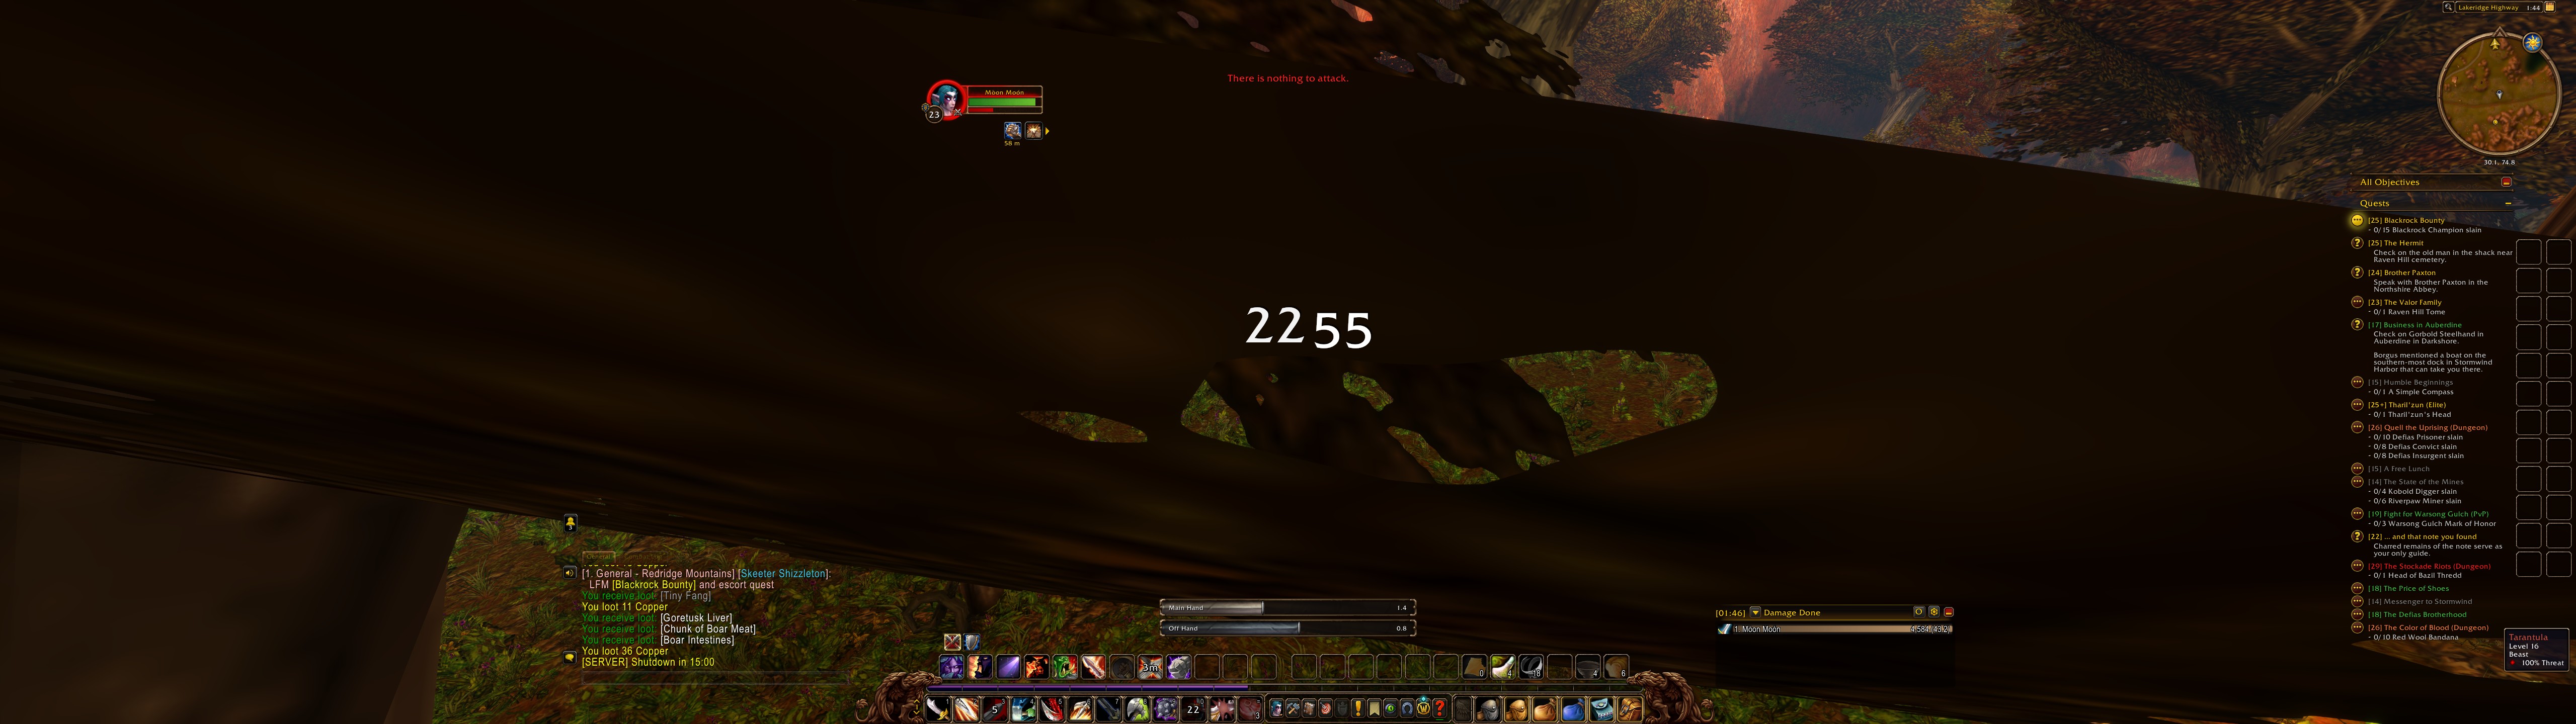 Lakeridge Highway 1:44
There is nothing to attack.
Möon Moön
23
58 m
30.1, 74.8
All Objectives
Quests
[25] Blackrock Bounty
- 0/15 Blackrock Champion slain
[25] The Hermit
Check on the old man in the shack near
Raven Hill cemetery.
[24] Brother Paxton
Speak with Brother Paxton in the
Northshire Abbey.
[23] The Valor Family
- 0/1 Raven Hill Tome
[17] Business in Auberdine
Check on Gorbold Steelhand in
Auberdine in Darkshore.
Borgus mentioned a boat on the
southern-most dock in Stormwind
Harbor that can take you there.
[15] Humble Beginnings
- 0/1 A Simple Compass
[25+] Tharil'zun (Elite)
- 0/1 Tharil'zun's Head
[26] Quell the Uprising (Dungeon)
- 0/10 Defias Prisoner slain
- 0/8 Defias Convict slain
- 0/8 Defias Insurgent slain
[15] A Free Lunch
[14] The State of the Mines
- 0/4 Kobold Digger slain
- 0/6 Riverpaw Miner slain
[19] Fight for Warsong Gulch (PvP)
- 0/3 Warsong Gulch Mark of Honor
[22] ... and that note you found
Charred remains of the note serve as
your only guide.
[29] The Stockade Riots (Dungeon)
- 0/1 Head of Bazil Thredd
[18] The Price of Shoes
[14] Messenger to Stormwind
[18] The Defias Brotherhood
[26] The Color of Blood (Dungeon)
- 0/10 Red Wool Bandana
22 55
[1. General - Redridge Mountains] [Skeeter Shizzleton]:
LFM [Blackrock Bounty] and escort quest
You receive loot: [Tiny Fang]
You loot 11 Copper
You receive loot: [Goretusk Liver]
You receive loot: [Chunk of Boar Meat]
You receive loot: [Boar Intestines]
You loot 36 Copper
[SERVER] Shutdown in 15:00
Main Hand 1.4
Off Hand 0.8
[01:46] Damage Done
1. Moon Moon
Tarantula
Level 16
Beast
100% Threat
3m
0 4 18 4 6
5 22 3